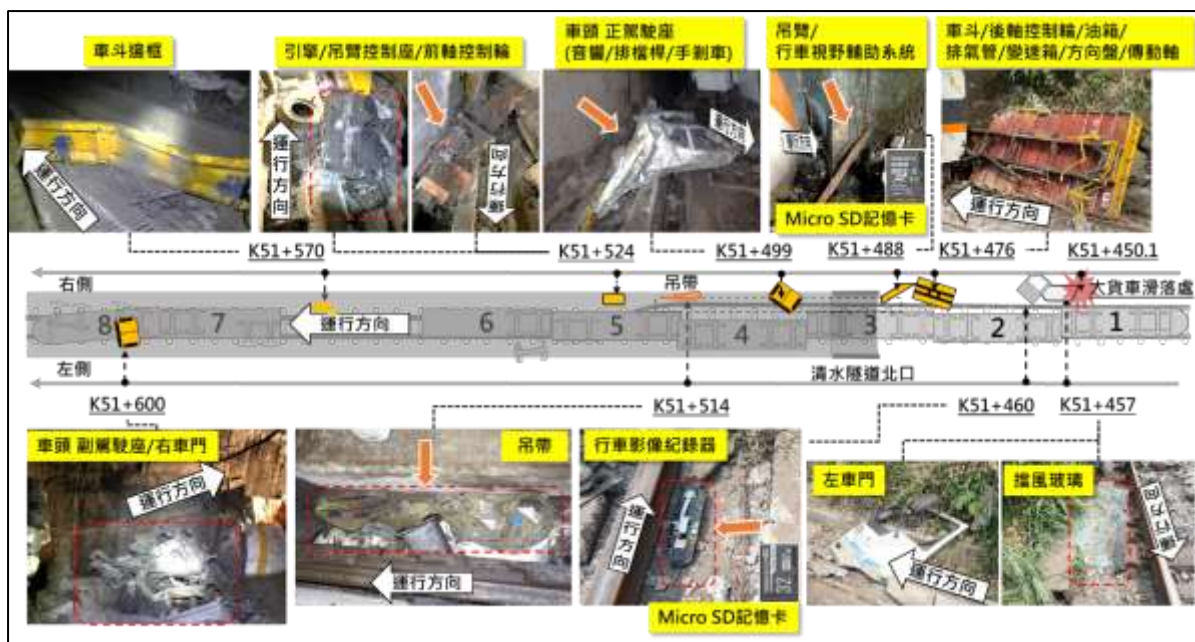 車斗邊框
引擎/吊臂控制座/前軸控制輪
車頭 正駕駛座
(音響/排檔桿/手剎車)
吊臂/
行車視野輔助系統
車斗/後軸控制輪/油箱/
排氣管/變速箱/方向盤/傳動軸
運行方向
運行方向
運行方向
運行方向
運行方向
運行方向
Micro SD記憶卡
K51+570
K51+524
K51+499
K51+488
K51+476
K51+450.1
右側
吊帶
大貨車滑落處
8
7
運行方向
6
5
4
3
2
1
左側
清水隧道北口
K51+600
K51+514
K51+460
K51+457
車頭 副駕駛座/右車門
吊帶
行車影像紀錄器
左車門
擋風玻璃
運行方向
運行方向
運行方向
運行方向
運行方向
Micro SD記憶卡